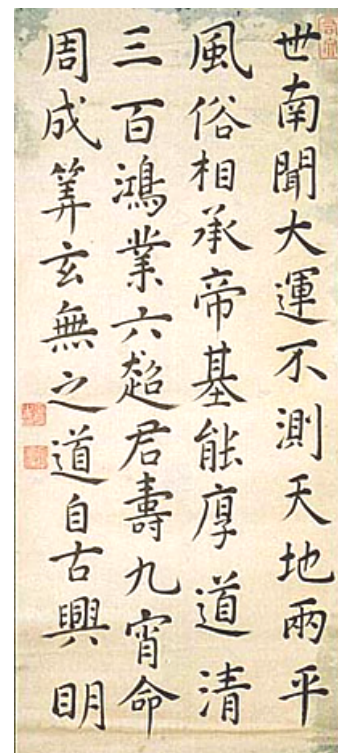 世南聞大運不測天地兩平
風俗相承帝基能厚道清
三百鴻業六超君壽九宵命
周成筭玄無之道自古興明